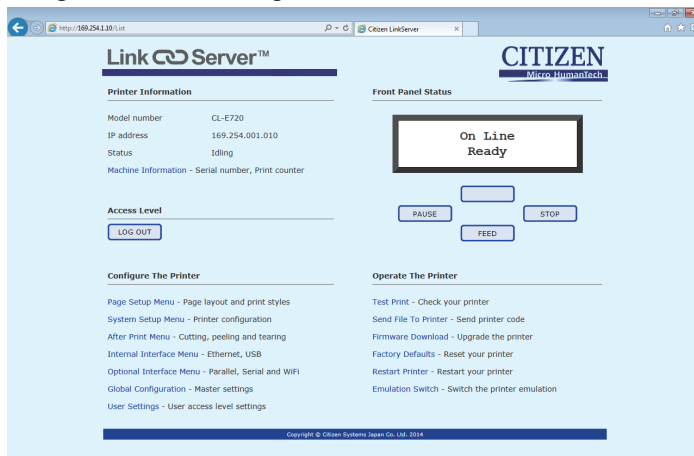 http://169.254.1.10/List
Citizen LinkServer
Link Server™
CITIZEN
Micro HumanTech
Printer Information
Model number CL-E720
IP address 169.254.001.010
Status Idling
Machine Information - Serial number, Print counter
Front Panel Status
On Line
Ready
PAUSE
STOP
FEED
Access Level
LOG OUT
Configure The Printer
Page Setup Menu - Page layout and print styles
System Setup Menu - Printer configuration
After Print Menu - Cutting, peeling and tearing
Internal Interface Menu - Ethernet, USB
Optional Interface Menu - Parallel, Serial and WiFi
Global Configuration - Master settings
User Settings - User access level settings
Operate The Printer
Test Print - Check your printer
Send File To Printer - Send printer code
Firmware Download - Upgrade the printer
Factory Defaults - Reset your printer
Restart Printer - Restart your printer
Emulation Switch - Switch the printer emulation
Copyright © Citizen Systems Japan Co. Ltd. 2014